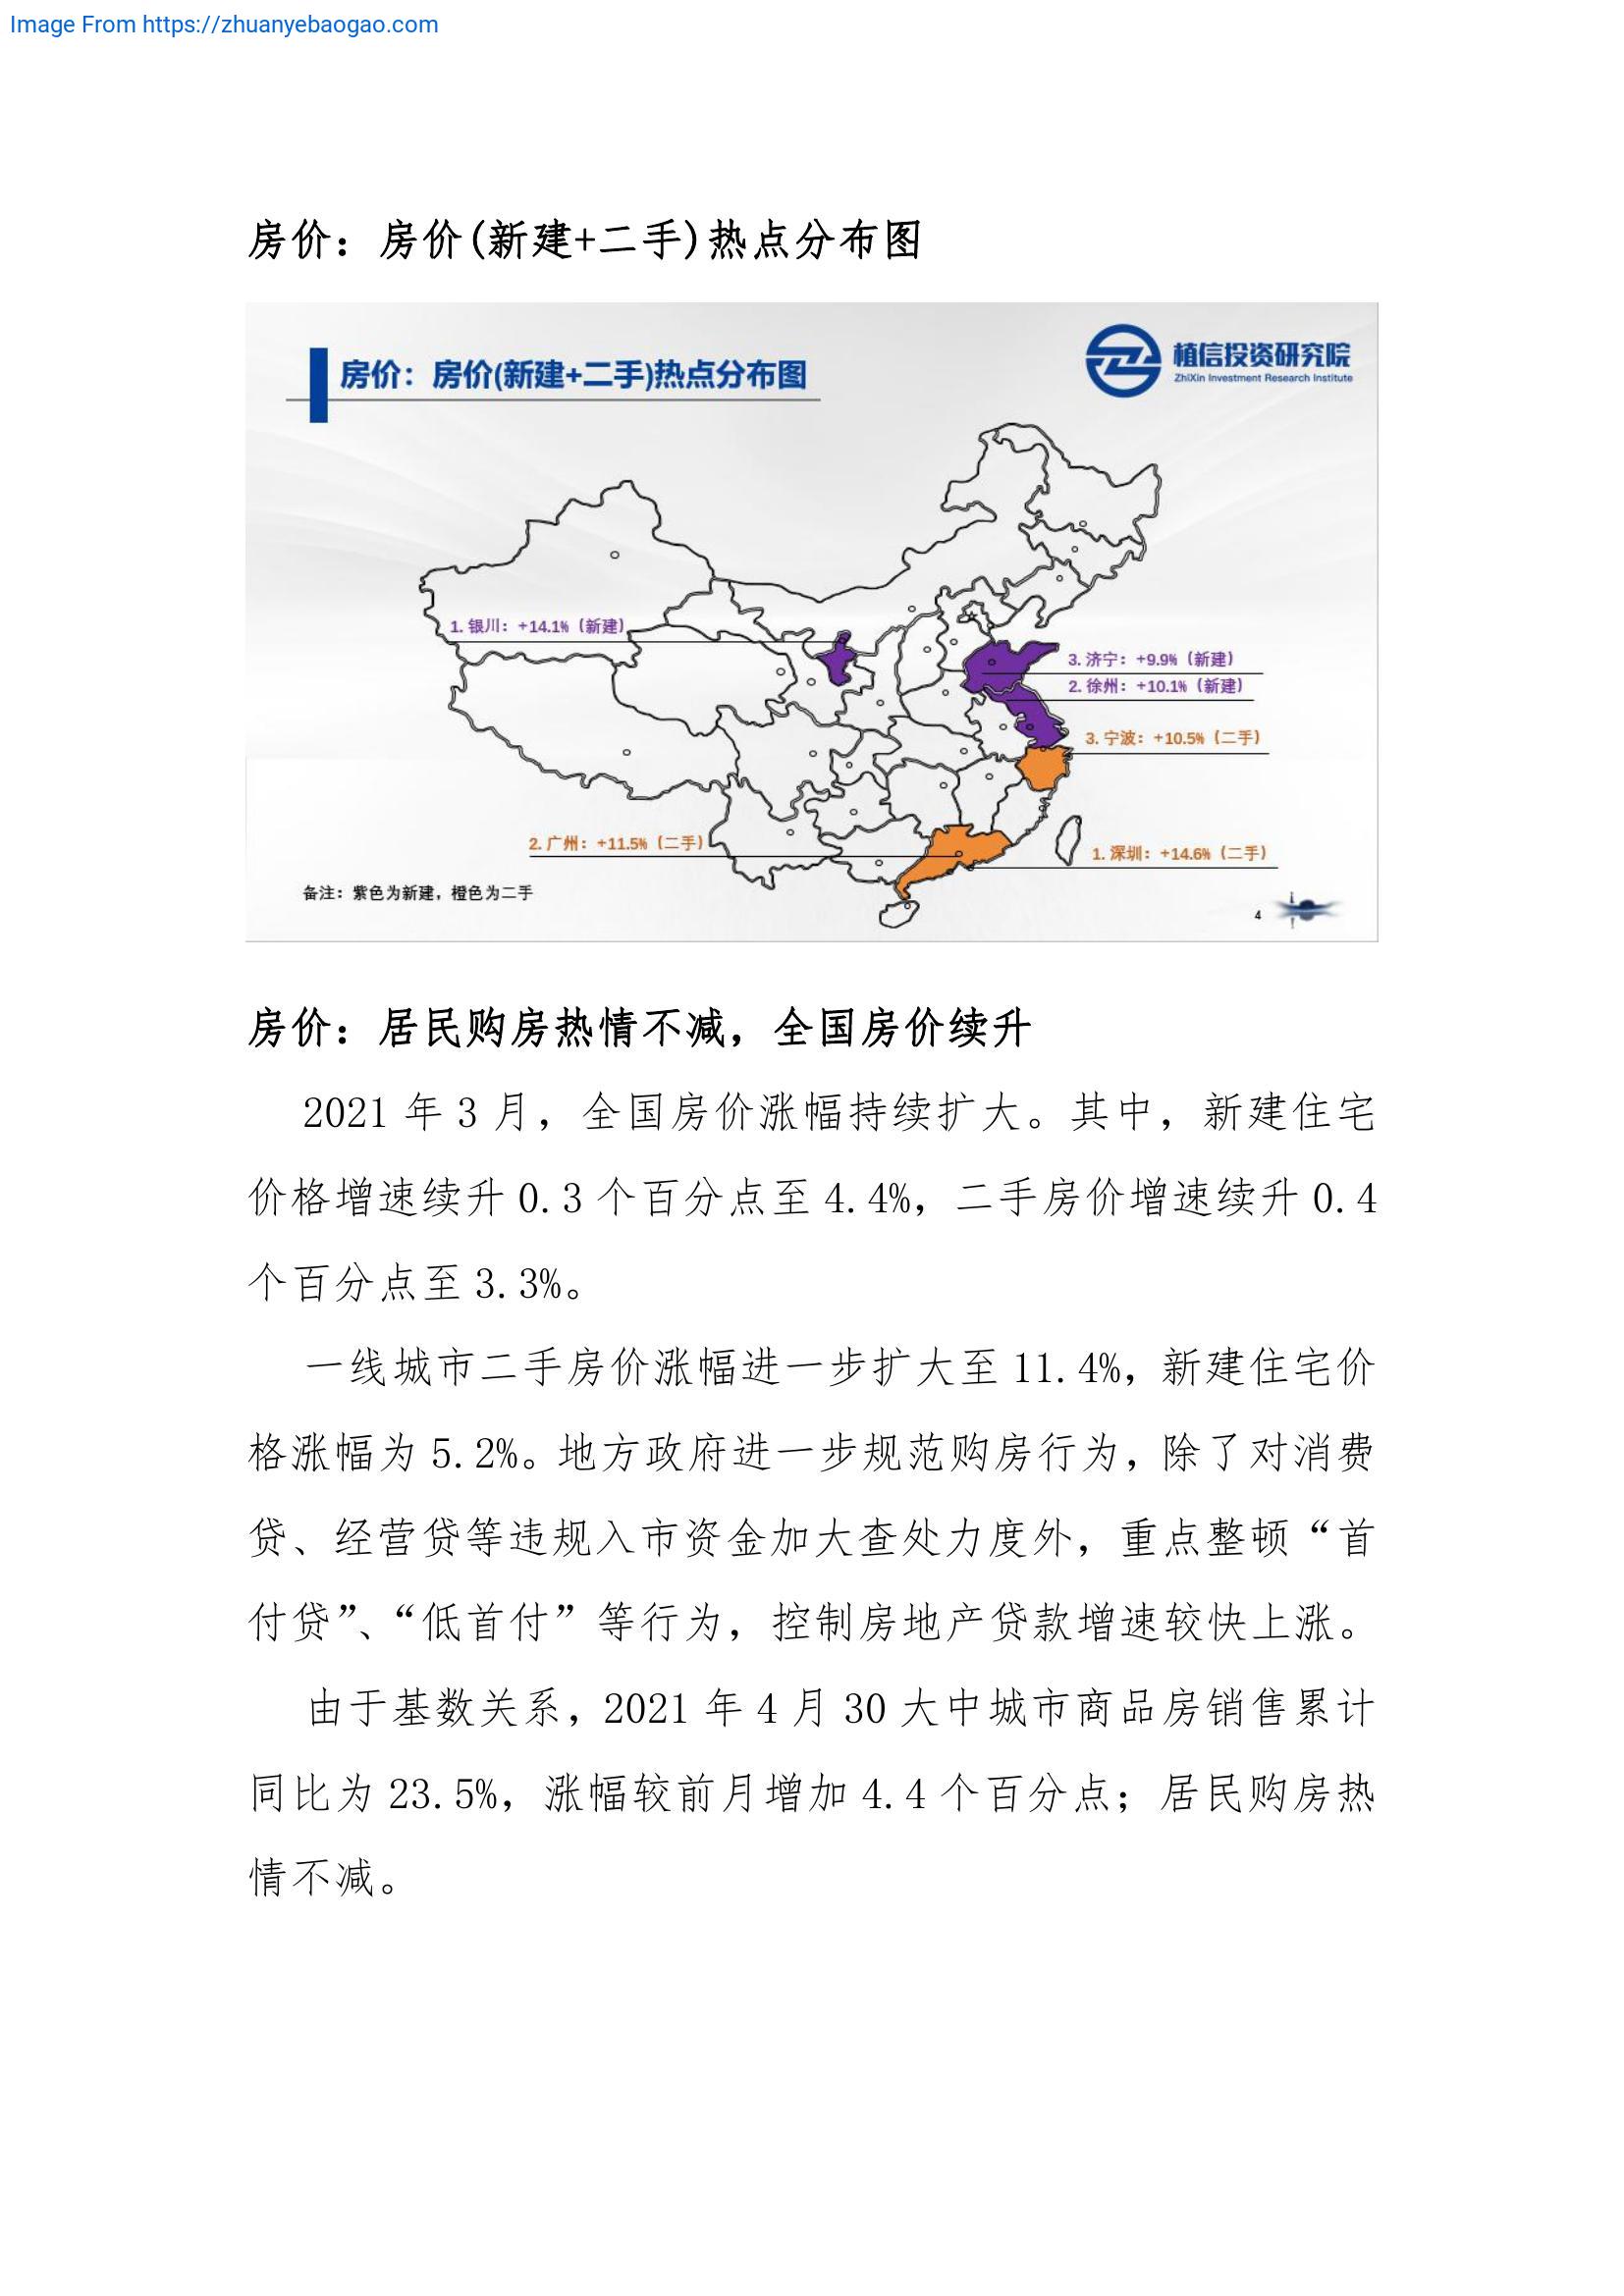 Image From https://zhuanyebaogao.com
房价：房价(新建+二手)热点分布图
房价：房价(新建+二手)热点分布图
植信投资研究院
ZhiXin Investment Research Institute
1. 银川：+14.1%（新建）
3. 济宁：+9.9%（新建）
2. 徐州：+10.1%（新建）
3. 宁波：+10.5%（二手）
2. 广州：+11.5%（二手）
1. 深圳：+14.6%（二手）
备注：紫色为新建，橙色为二手
4
房价：居民购房热情不减，全国房价续升
2021 年 3 月，全国房价涨幅持续扩大。其中，新建住宅
价格增速续升 0.3 个百分点至 4.4%，二手房价增速续升 0.4
个百分点至 3.3%。
一线城市二手房价涨幅进一步扩大至 11.4%，新建住宅价
格涨幅为 5.2%。地方政府进一步规范购房行为，除了对消费
贷、经营贷等违规入市资金加大查处力度外，重点整顿“首
付贷”、“低首付”等行为，控制房地产贷款增速较快上涨。
由于基数关系，2021 年 4 月 30 大中城市商品房销售累计
同比为 23.5%，涨幅较前月增加 4.4 个百分点；居民购房热
情不减。